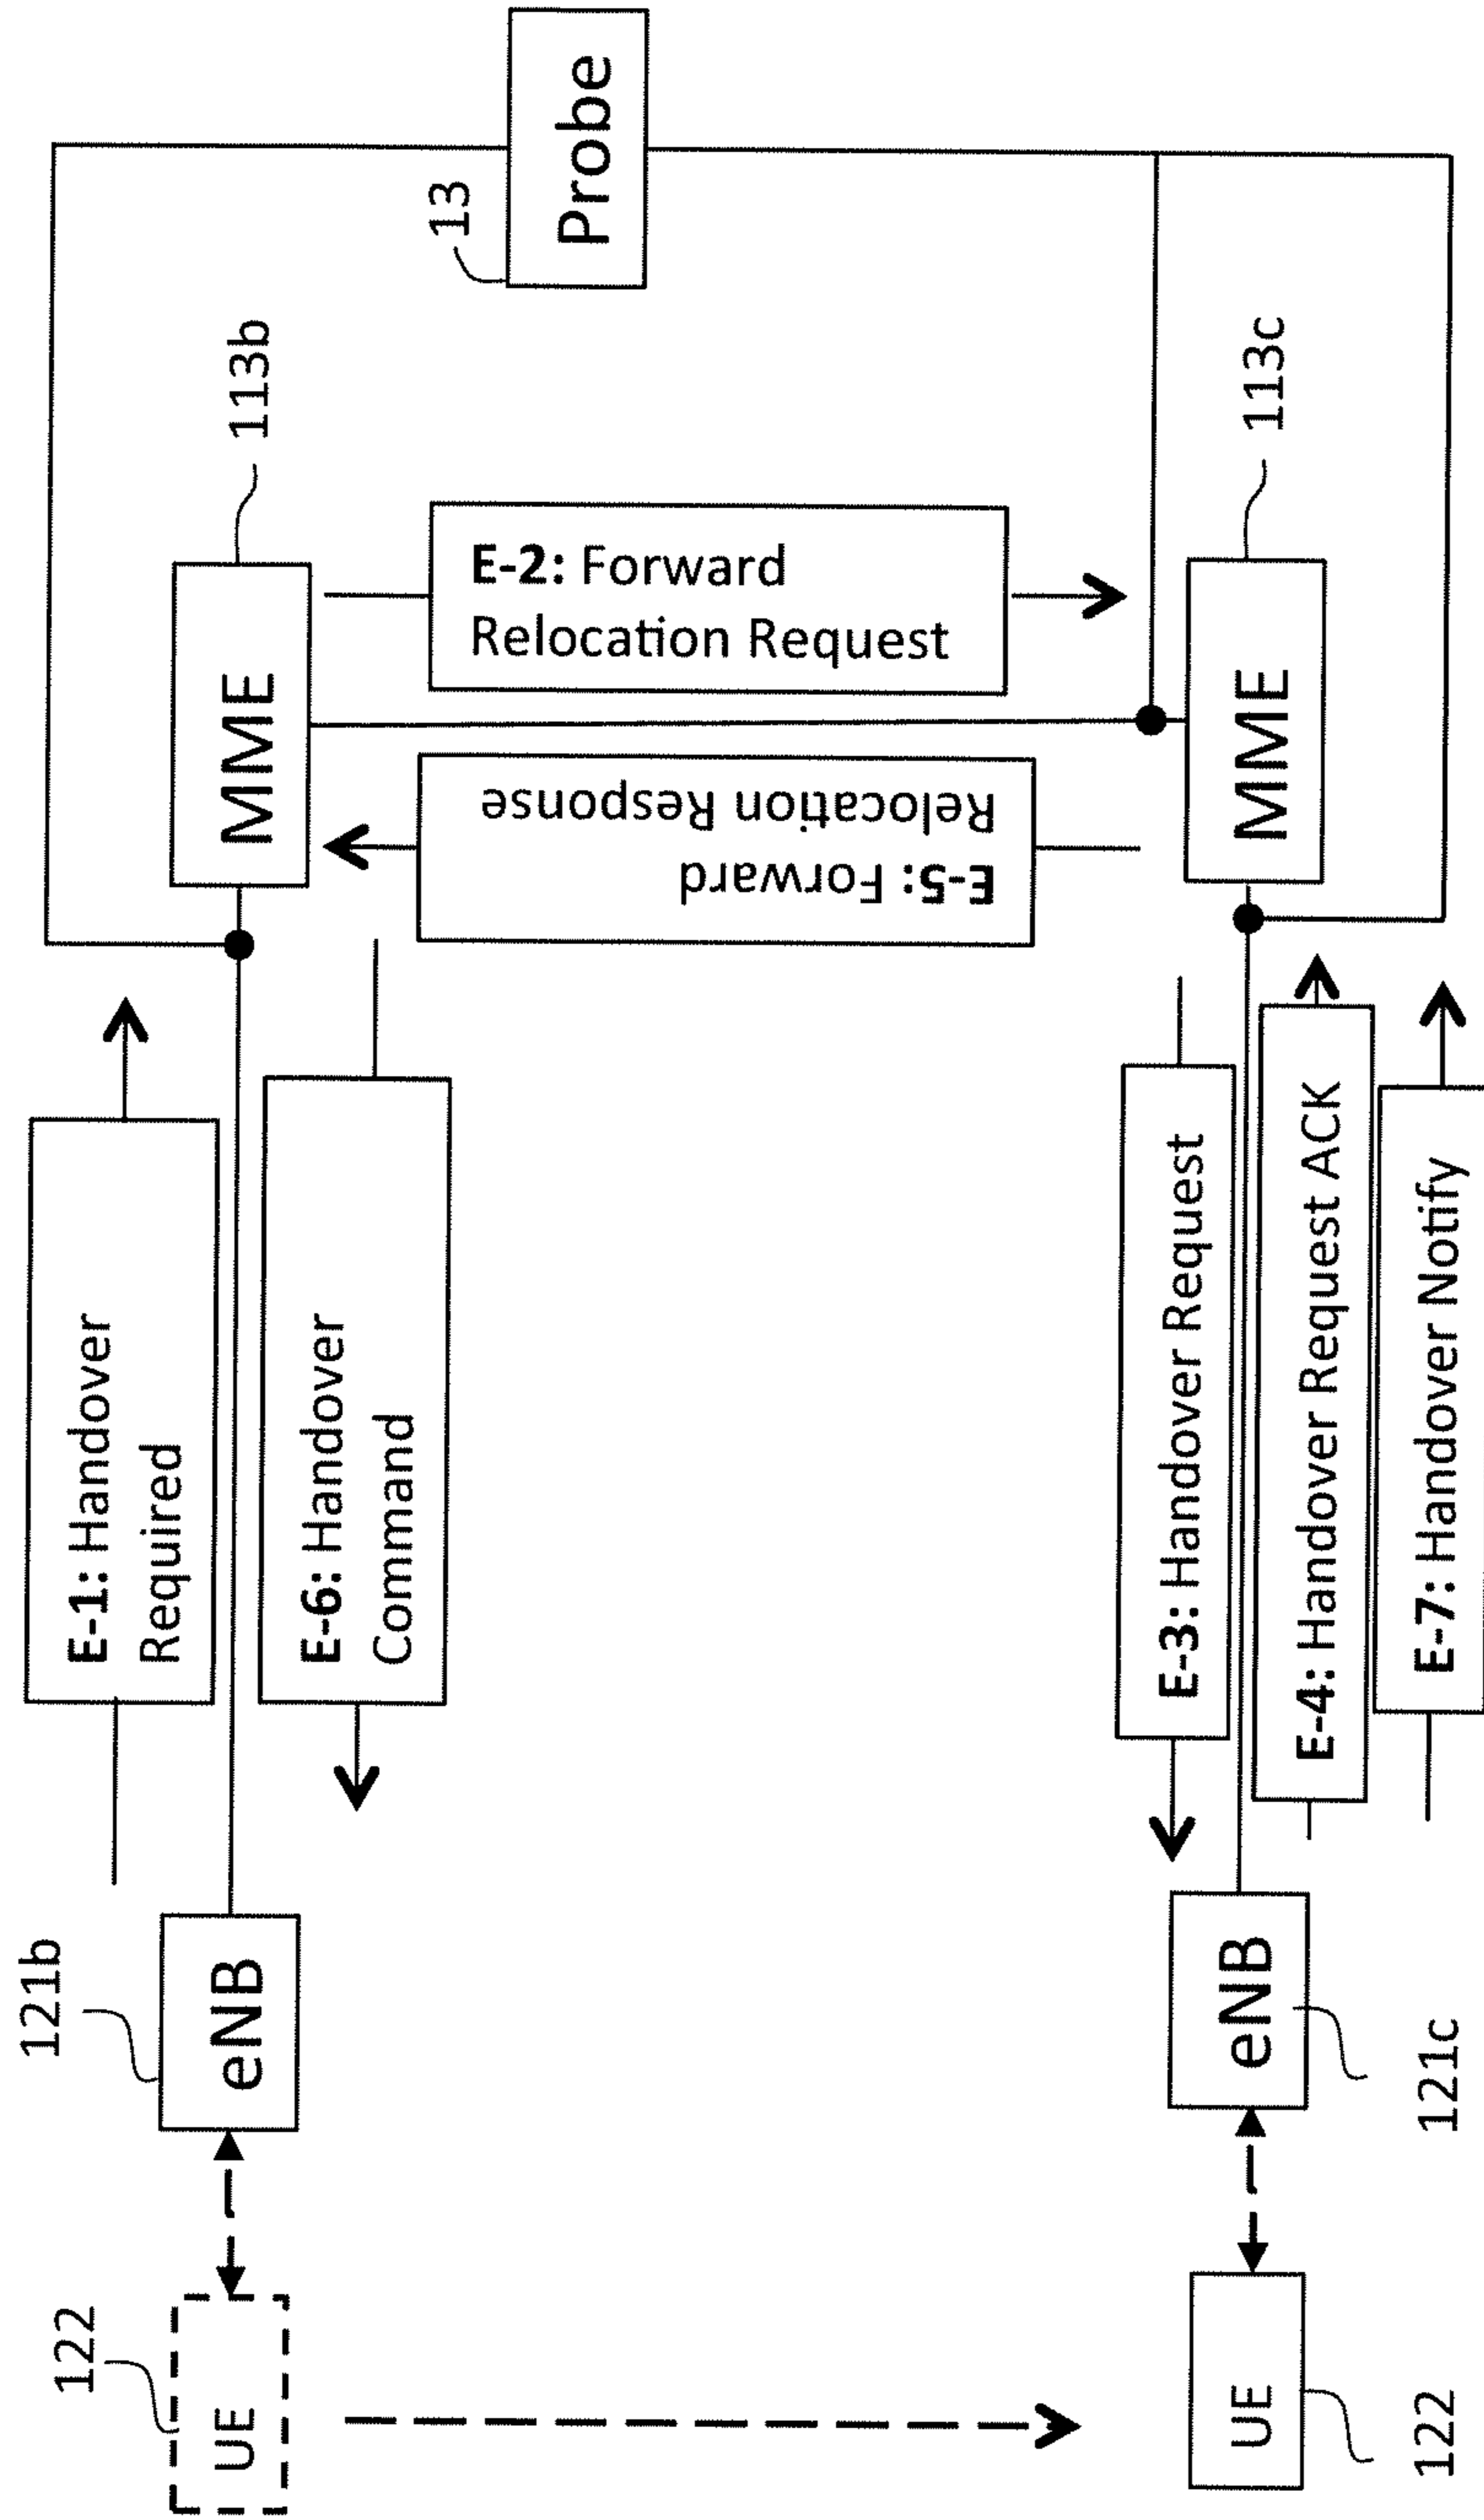 122
UE
121b
eNB
E-1: Handover
Required
E-6: Handover
Command
MME
113b
E-2: Forward
Relocation Request
E-5: Forward
Relocation Response
13
Probe
122
UE
121c
eNB
E-3: Handover Request
E-4: Handover Request ACK
E-7: Handover Notify
MME
113c